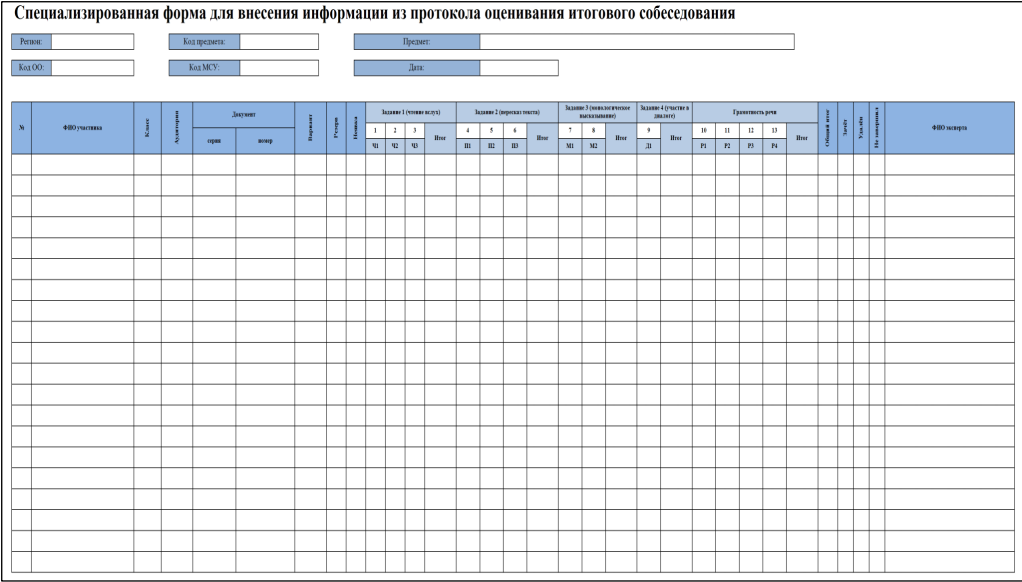 Специализированная форма для внесения информации из протокола оценивания итогового собеседования
Регион: Код предмета: Предмет:
Код ОО: Код МСУ: Дата:
№ ФИО участника Класс Аудитория Документ Вариант Резерв Неявка Задание 1 (чтение вслух) Задание 2 (пересказ текста) Задание 3 (монологическое высказывание) Задание 4 (участие в диалоге) Грамотность речи Общий итог Зачёт Удалён Не завершил ФИО эксперта
серия номер
1 2 3 Итог 4 5 6 Итог 7 8 Итог 9 Итог 10 11 12 13 Итог
Ч1 Ч2 Ч3 П1 П2 П3 М1 М2 Д1 Р1 Р2 Р3 Р4